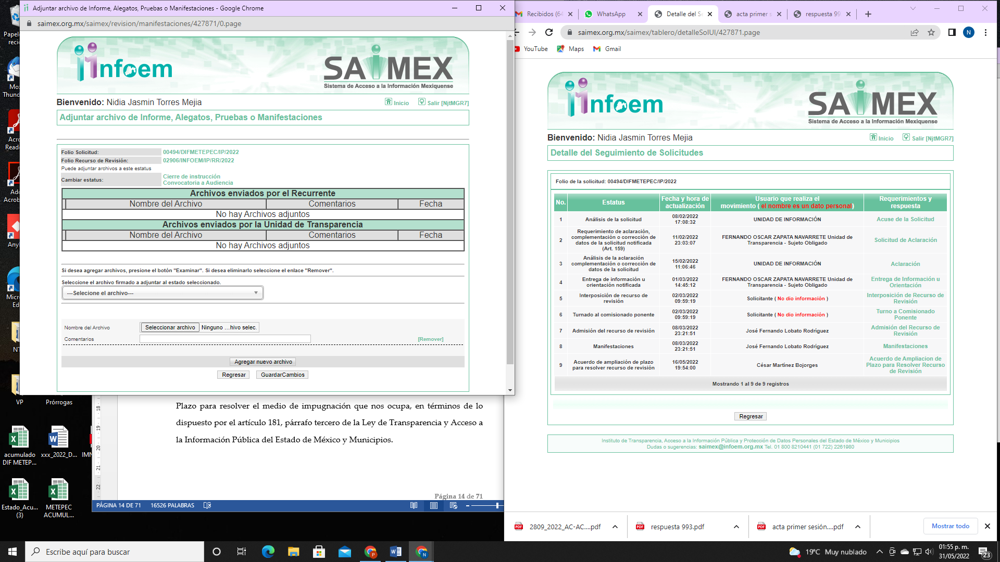 Adjuntar archivo de Informe, Alegatos, Pruebas o Manifestaciones - Google Chrome
saimex.org.mx/saimex/revision/manifestaciones/427871/0.page
infoem
SAIMEX
Sistema de Acceso a la Información Mexiquense
Bienvenido: Nidia Jasmin Torres Mejia
Inicio Salir [NjtMGR7]
Adjuntar archivo de Informe, Alegatos, Pruebas o Manifestaciones
Folio Solicitud: 00494/DIFMETEPEC/IP/2022
Folio Recurso de Revisión: 02906/INFOEM/IP/RR/2022
Puede adjuntar archivos a este estatus
Cambiar estatus: Cierre de instrucción
Convocatoria a Audiencia
Archivos enviados por el Recurrente
Nombre del Archivo Comentarios Fecha
No hay Archivos adjuntos
Archivos enviados por la Unidad de Transparencia
Nombre del Archivo Comentarios Fecha
No hay Archivos adjuntos
Si desea agregar archivos, presione el botón "Examinar". Si desea eliminarlo seleccione el enlace "Remover".
Seleccione el archivo firmado a adjuntar al estado seleccionado.
---Selecione el archivo---
Nombre del Archivo Seleccionar archivo Ninguno ...hivo selec.
Comentarios [Remover]
Agregar nuevo archivo
Regresar GuardarCambios
Plazo para resolver el medio de impugnación que nos ocupa, en términos de lo
dispuesto por el artículo 181, párrafo tercero de la Ley de Transparencia y Acceso a
la Información Pública del Estado de México y Municipios.
Página 14 de 71
PÁGINA 14 DE 71 16526 PALABRAS
18
19
20
21
22
Recibidos (64 WhatsApp Detalle del Se acta primer s respuesta 99
saimex.org.mx/saimex/tablero/detalleSolUI/427871.page
N
YouTube Maps Gmail
infoem
SAIMEX
Sistema de Acceso a la Información Mexiquense
Bienvenido: Nidia Jasmin Torres Mejia
Inicio Salir [NjtMGR7]
Detalle del Seguimiento de Solicitudes
Folio de la solicitud: 00494/DIFMETEPEC/IP/2022
No. Estatus Fecha y hora de actualización Usuario que realiza el movimiento ( el nombre es un dato personal) Requerimientos y respuesta
1 Análisis de la solicitud 08/02/2022 17:08:32 UNIDAD DE INFORMACIÓN Acuse de la Solicitud
2 Requerimiento de aclaración, complementación o corrección de datos de la solicitud notificada (Art. 159) 11/02/2022 23:03:07 FERNANDO OSCAR ZAPATA NAVARRETE Unidad de Transparencia - Sujeto Obligado Solicitud de Aclaración
3 Análisis de la aclaración complementación o corrección de datos de la solicitud 15/02/2022 11:06:46 UNIDAD DE INFORMACIÓN Aclaración
4 Entrega de información u orientación notificada 01/03/2022 14:45:12 FERNANDO OSCAR ZAPATA NAVARRETE Unidad de Transparencia - Sujeto Obligado Entrega de Información u Orientación
5 Interposición de recurso de revisión 02/03/2022 09:59:19 Solicitante ( No dio información ) Interposición de Recurso de Revisión
6 Turnado al comisionado ponente 02/03/2022 09:59:19 Solicitante ( No dio información ) Turno a Comisionado Ponente
7 Admisión del recurso de revisión 08/03/2022 23:21:51 José Fernando Lobato Rodríguez Admisión del Recurso de Revisión
8 Manifestaciones 08/03/2022 23:21:51 José Fernando Lobato Rodríguez Manifestaciones
9 Acuerdo de ampliación de plazo para resolver recurso de revisión 16/05/2022 19:54:00 César Martínez Bojorges Acuerdo de Ampliacion de Plazo para Resolver Recurso de Revisión
Mostrando 1 al 9 de 9 registros
Regresar
Instituto de Transparencia, Acceso a la Información Pública y Protección de Datos Personales del Estado de México y Municipios
Dudas o sugerencias: saimex@infoem.org.mx Tel. 01 800 8210441 (01 722) 2261980
2809_2022_AC-AC....pdf respuesta 993.pdf acta primer sesión....pdf Mostrar todo
VP Prórrogas
acumulado
DIF METEP...
xxx_2022_D...
Estado_Acu...
(3)
METEPEC
ACUMUL...
Escribe aquí para buscar
19°C Muy nublado
01:55 p. m.
31/05/2022
23